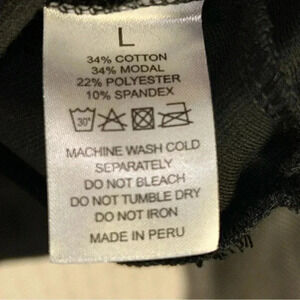 L
34% COTTON
34% MODAL
22% POLYESTER
10% SPANDEX
30°
MACHINE WASH COLD
SEPARATELY
DO NOT BLEACH
DO NOT TUMBLE DRY
DO NOT IRON
MADE IN PERU